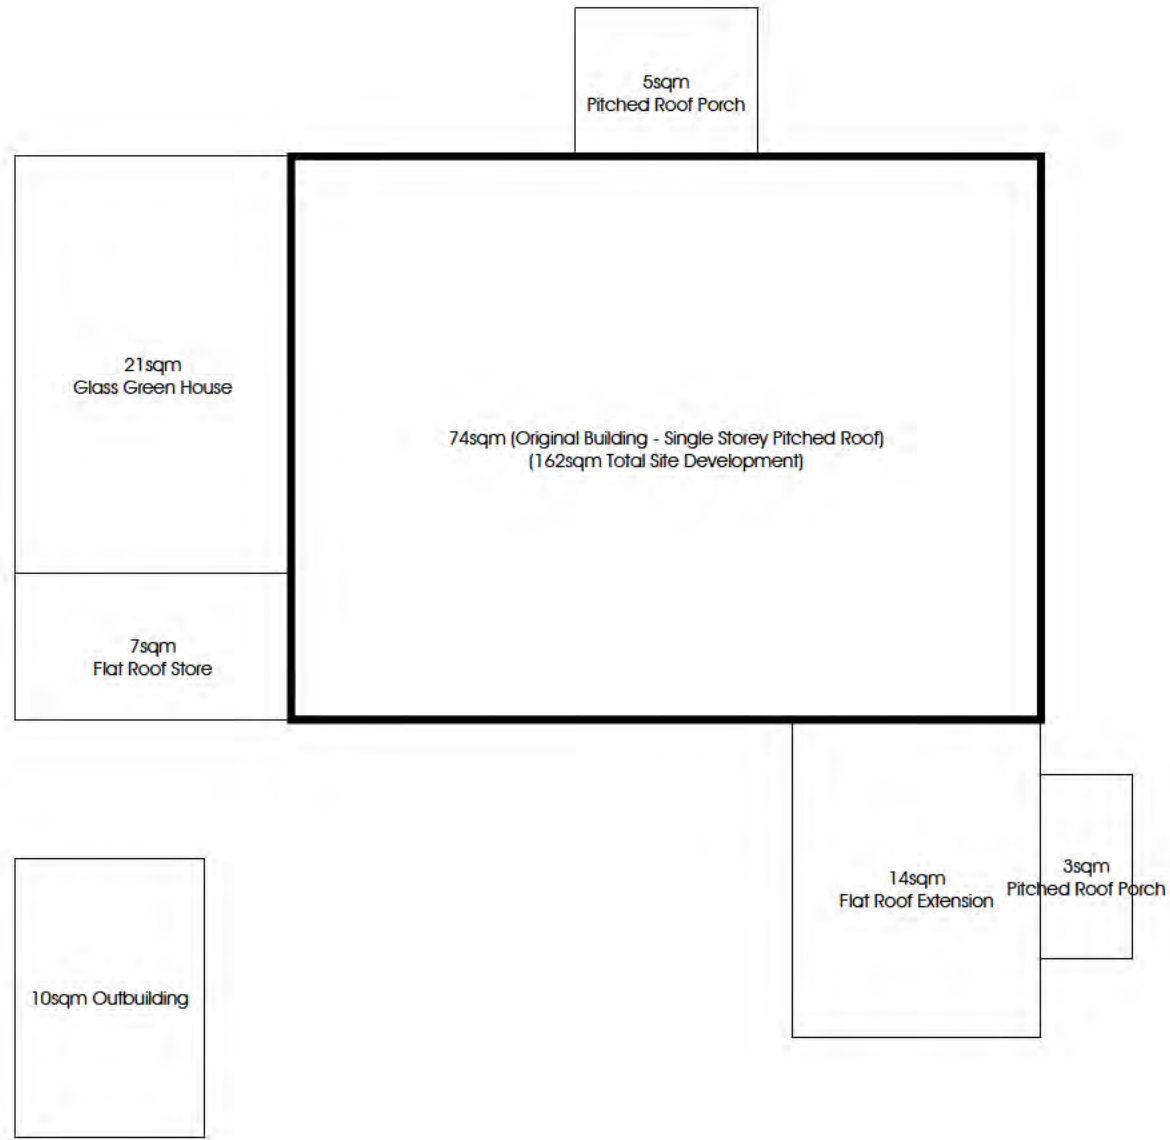 5sqm
Pitched Roof Porch
21sqm
Glass Green House
74sqm (Original Building - Single Storey Pitched Roof)
(162sqm Total Site Development)
7sqm
Flat Roof Store
14sqm
Flat Roof Extension
3sqm
Pitched Roof Porch
10sqm Outbuilding